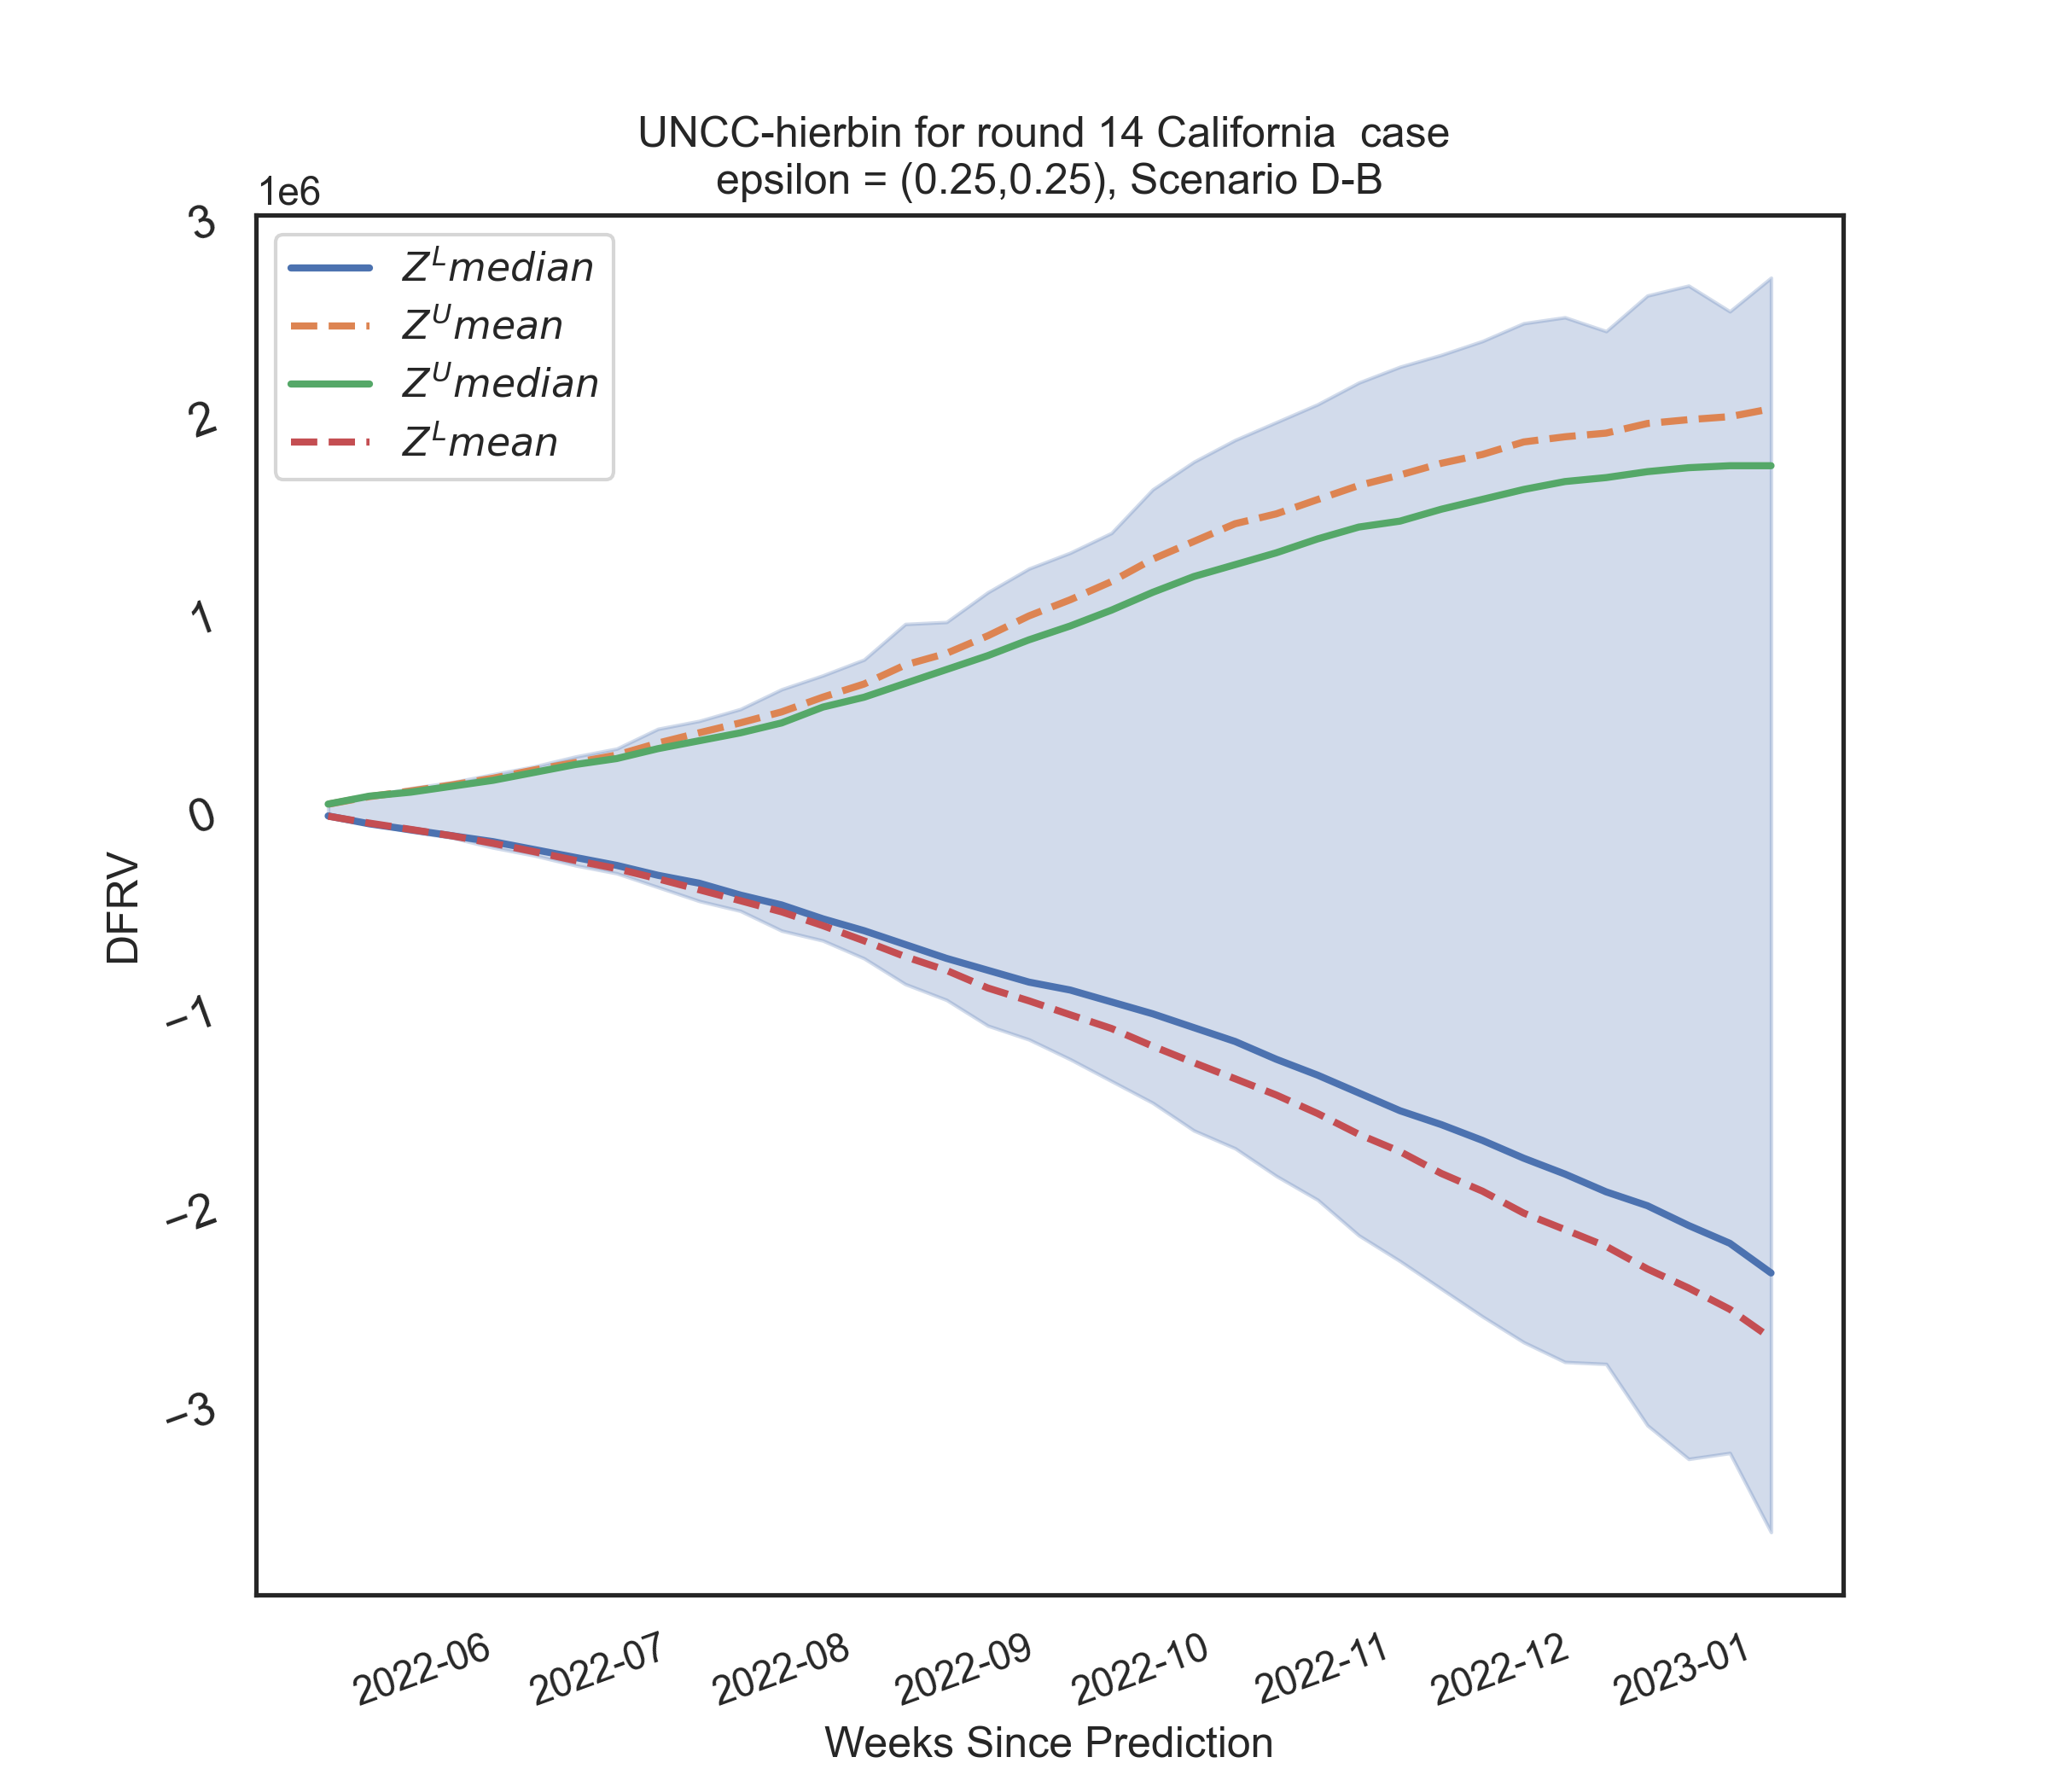 UNCC-hierbin for round 14 California  case
epsilon = (0.25,0.25), Scenario D-B
1e6
3
2
1
0
−1
−2
−3
Z^L median
Z^U mean
Z^U median
Z^L mean
DFRV
2022-06
2022-07
2022-08
2022-09
2022-10
2022-11
2022-12
2023-01
Weeks Since Prediction